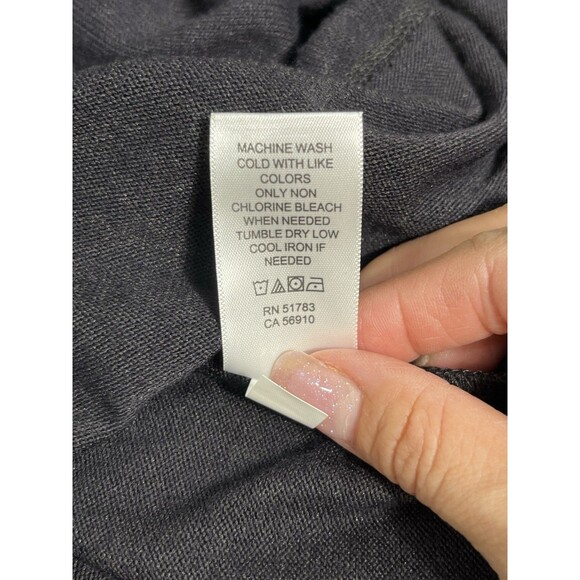 MACHINE WASH
COLD WITH LIKE
COLORS
ONLY NON
CHLORINE BLEACH
WHEN NEEDED
TUMBLE DRY LOW
COOL IRON IF
NEEDED
RN 51783
CA 56910